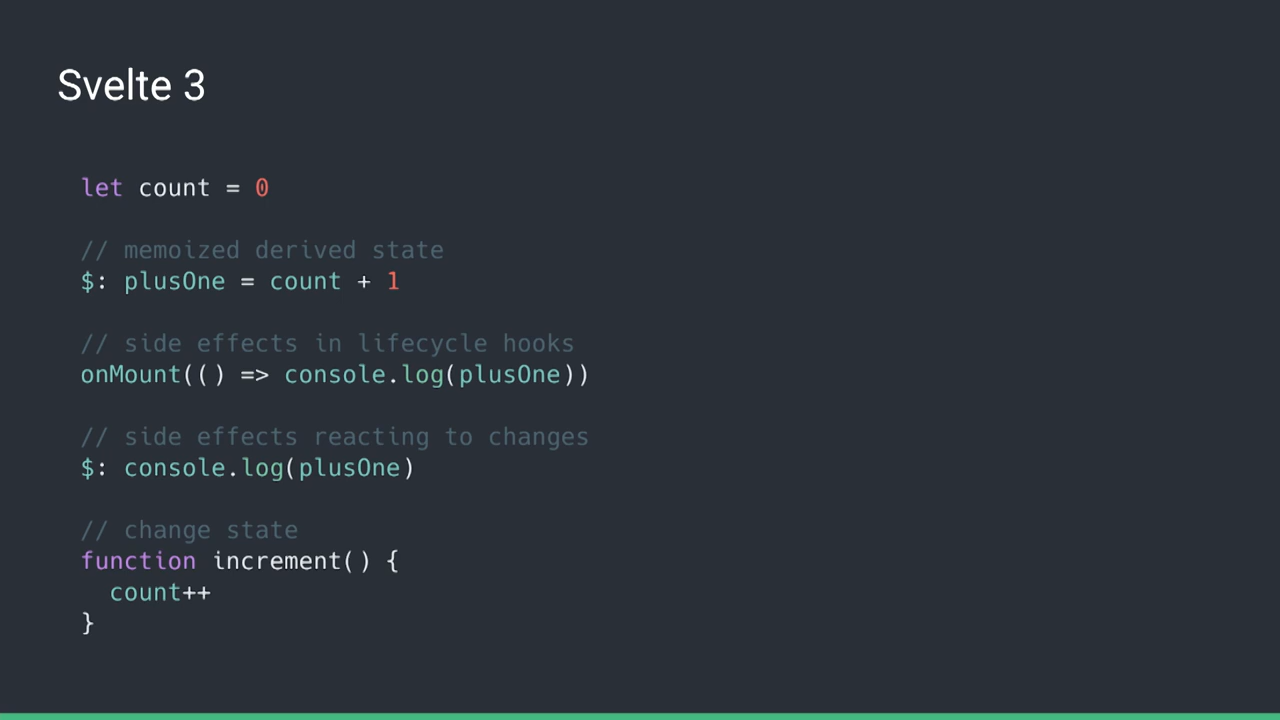 Svelte 3
let count = 0
// memoized derived state
$: plusOne = count + 1
// side effects in lifecycle hooks
onMount(() => console.log(plusOne))
// side effects reacting to changes
$: console.log(plusOne)
// change state
function increment() {
  count++
}